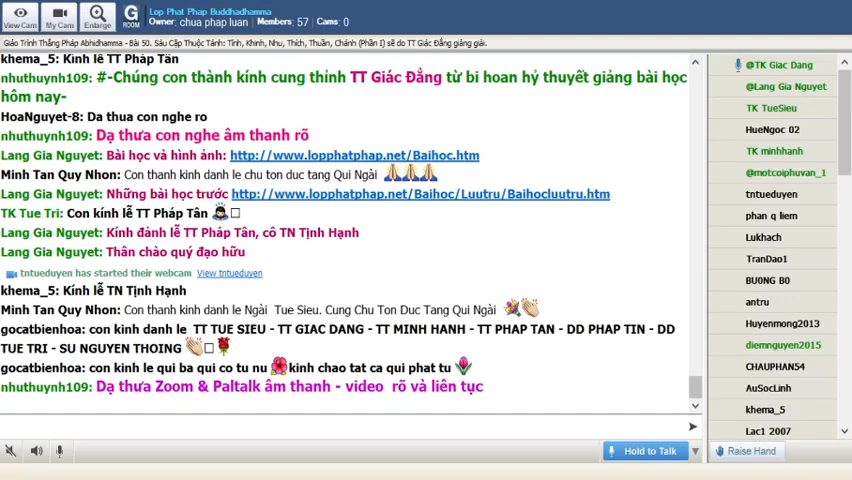 View Cam
My Cam
Enlarge
G
ROOM
Lop Phat Phap Buddhadhamma
Owner: chua phap luan / Members: 57 / Cams: 0
Giáo Trình Thắng Pháp Abhidhamma - Bài 50. Sáu Cặp Thuộc Tánh: Tĩnh, Khinh, Nhu, Thích, Thuần, Chánh (Phần I) sẽ do TT Giác Đẳng giảng giải.
khema_5: Kính lễ TT Pháp Tân
nhuthuynh109: #-Chúng con thành kính cung thỉnh TT Giác Đẳng từ bi hoan hỷ thuyết giảng bài học
hôm nay-
HoaNguyet-8: Da thua con nghe ro
nhuthuynh109: Dạ thưa con nghe âm thanh rõ
Lang Gia Nguyet: Bài học và hình ảnh: http://www.lopphatphap.net/Baihoc.htm
Minh Tan Quy Nhon: Con thanh kinh danh le chu ton duc tang Qui Ngài
Lang Gia Nguyet: Những bài học trước http://www.lopphatphap.net/Baihoc/Luutru/Baihocluutru.htm
TK Tue Tri: Con kính lễ TT Pháp Tân
Lang Gia Nguyet: Kính đảnh lễ TT Pháp Tân, cô TN Tịnh Hạnh
Lang Gia Nguyet: Thân chào quý đạo hữu
tntueduyen has started their webcam View tntueduyen
khema_5: Kính lễ TN Tịnh Hạnh
Minh Tan Quy Nhon: Con thanh kinh danh le Ngài Tue Sieu. Cung Chu Ton Duc Tang Qui Ngài
gocatbienhoa: con kinh danh le TT TUE SIEU - TT GIAC DANG - TT MINH HANH - TT PHAP TAN - DD PHAP TIN - DD
TUE TRI - SU NGUYEN THOING
gocatbienhoa: con kinh le qui ba qui co tu nu kinh chao tat ca qui phat tu
nhuthuynh109: Dạ thưa Zoom & Paltalk âm thanh - video rõ và liên tục
Hold to Talk
@TK Giac Dang
@Lang Gia Nguyet
TK TueSieu
HueNgoc 02
TK minhhanh
@motcoiphuvan_1
tntueduyen
phan q liem
Lukhach
TranDao1
BU0NG B0
antru
Huyenmong2013
diemnguyen2015
CHAUPHAN54
AuSocLinh
khema_5
Lac1 2007
Raise Hand